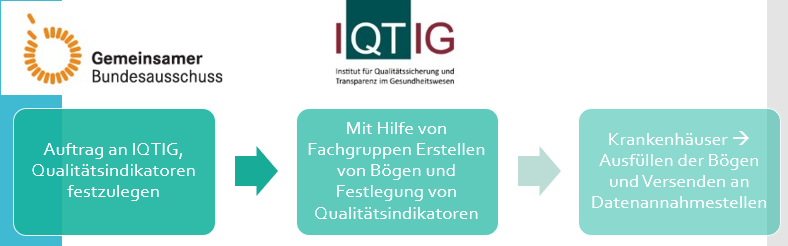 Gemeinsamer
Bundesausschuss
IQTIG
Institut für Qualitätssicherung und
Transparenz im Gesundheitswesen
Auftrag an IQTIG,
Qualitätsindikatoren
festzulegen
Mit Hilfe von
Fachgruppen Erstellen
von Bögen und
Festlegung von
Qualitätsindikatoren
Krankenhäuser →
Ausfüllen der Bögen
und Versenden an
Datenannahmestellen